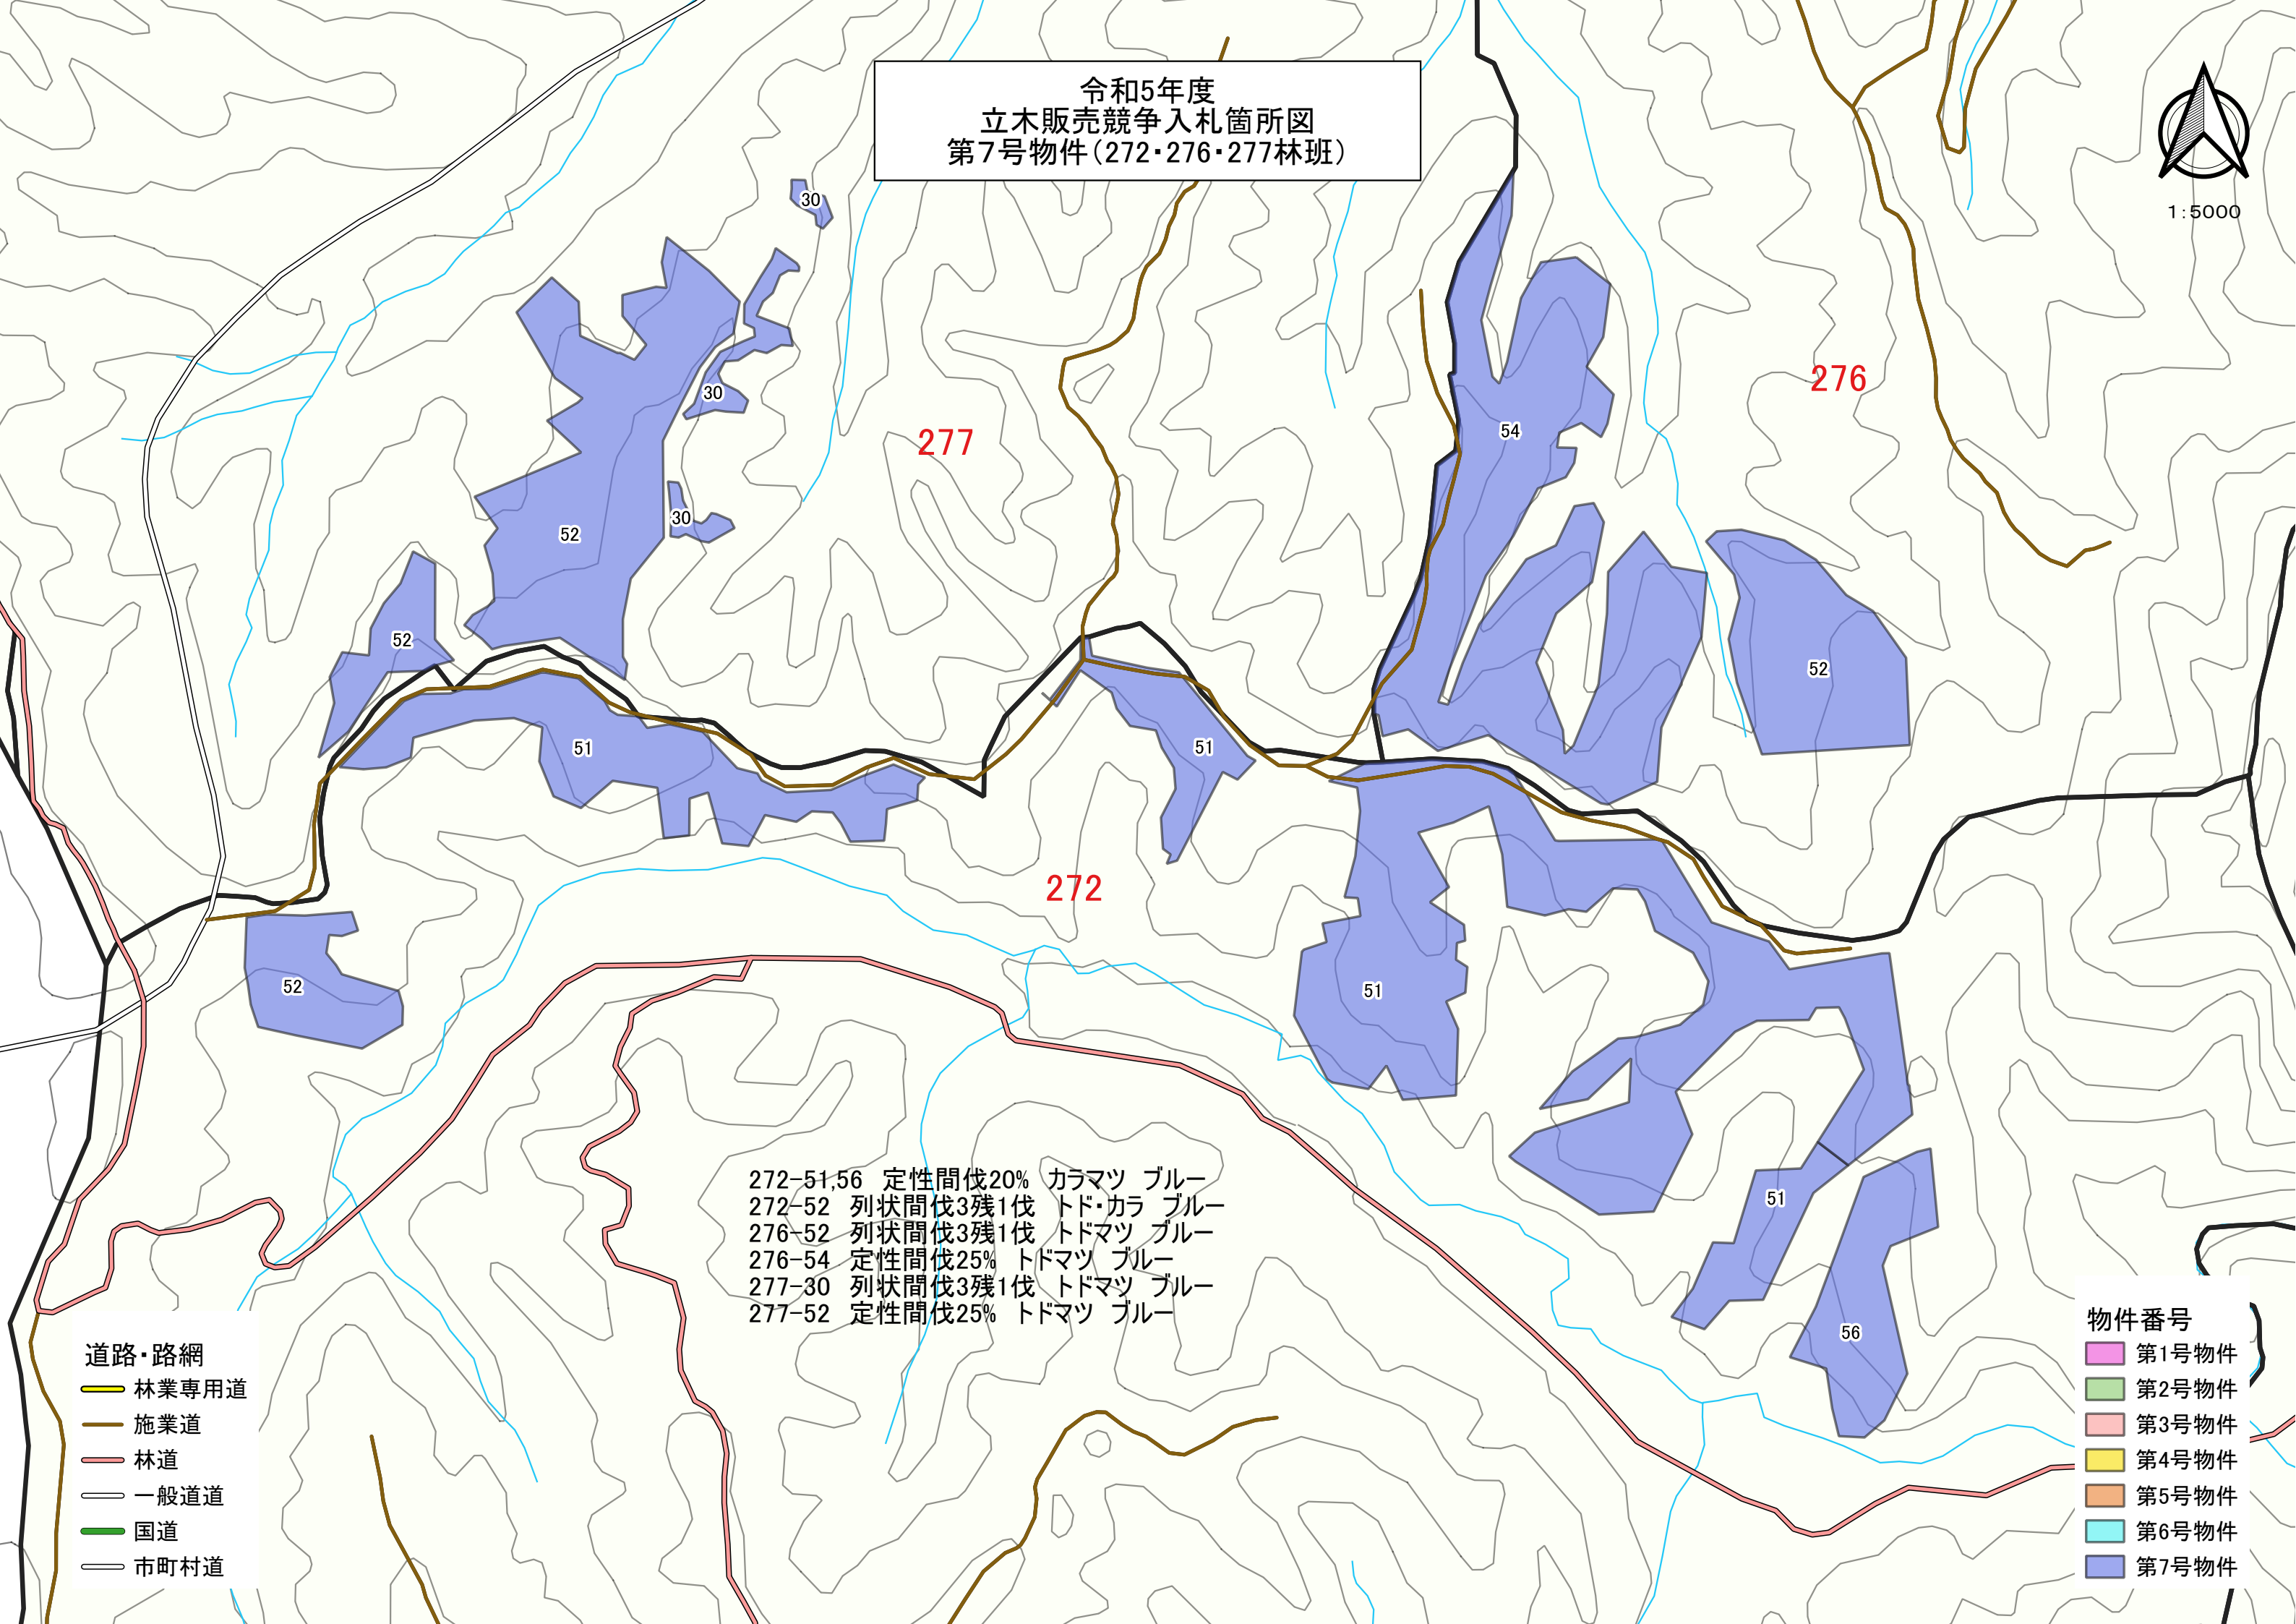 令和5年度
立木販売競争入札箇所図
第7号物件(272・276・277林班)
1:5000
30
30
30
52
52
52
277
276
54
52
51
51
272
51
51
56
272-51,56 定性間伐20% カラマツ ブルー
272-52 列状間伐3残1伐 トド・カラ ブルー
276-52 列状間伐3残1伐 トドマツ ブルー
276-54 定性間伐25% トドマツ ブルー
277-30 列状間伐3残1伐 トドマツ ブルー
277-52 定性間伐25% トドマツ ブルー
道路・路網
林業専用道
施業道
林道
一般道道
国道
市町村道
物件番号
第1号物件
第2号物件
第3号物件
第4号物件
第5号物件
第6号物件
第7号物件